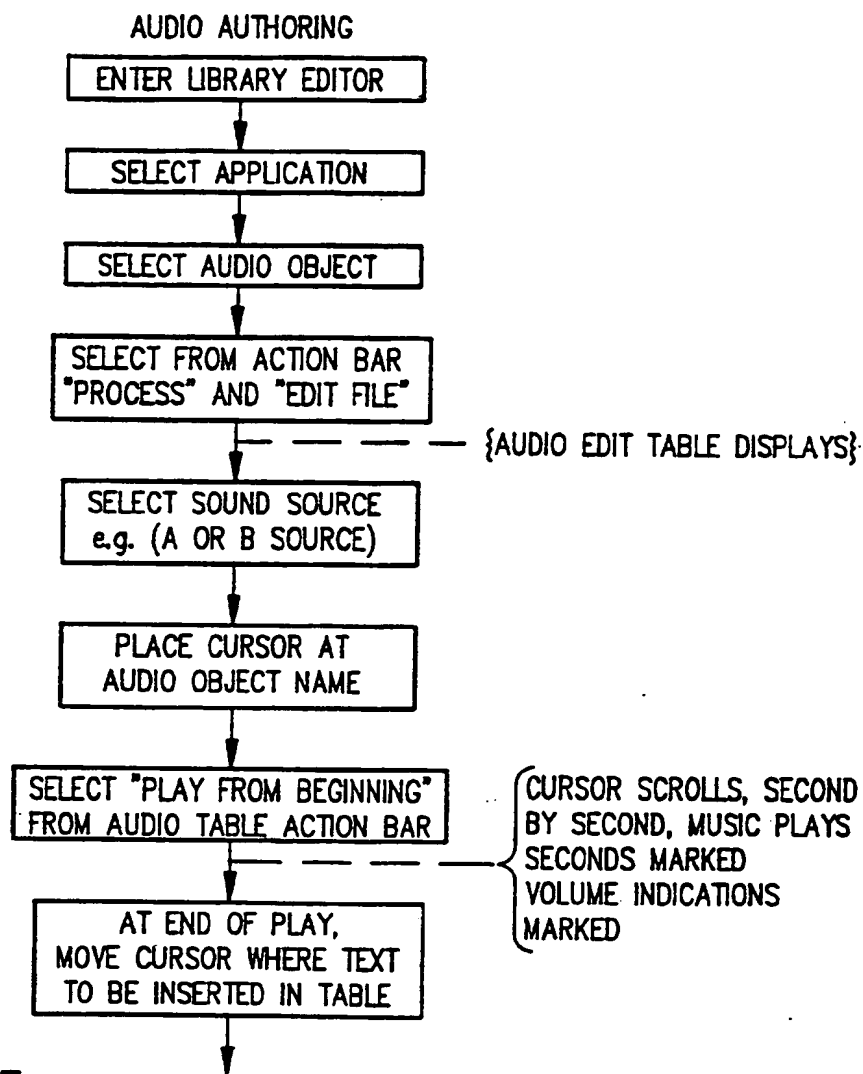 AUDIO AUTHORING
ENTER LIBRARY EDITOR
SELECT APPLICATION
SELECT AUDIO OBJECT
SELECT FROM ACTION BAR
"PROCESS" AND "EDIT FILE"
{AUDIO EDIT TABLE DISPLAYS}
SELECT SOUND SOURCE
e.g. (A OR B SOURCE)
PLACE CURSOR AT
AUDIO OBJECT NAME
SELECT "PLAY FROM BEGINNING"
FROM AUDIO TABLE ACTION BAR
CURSOR SCROLLS, SECOND
BY SECOND, MUSIC PLAYS
SECONDS MARKED
VOLUME INDICATIONS
MARKED
AT END OF PLAY,
MOVE CURSOR WHERE TEXT
TO BE INSERTED IN TABLE